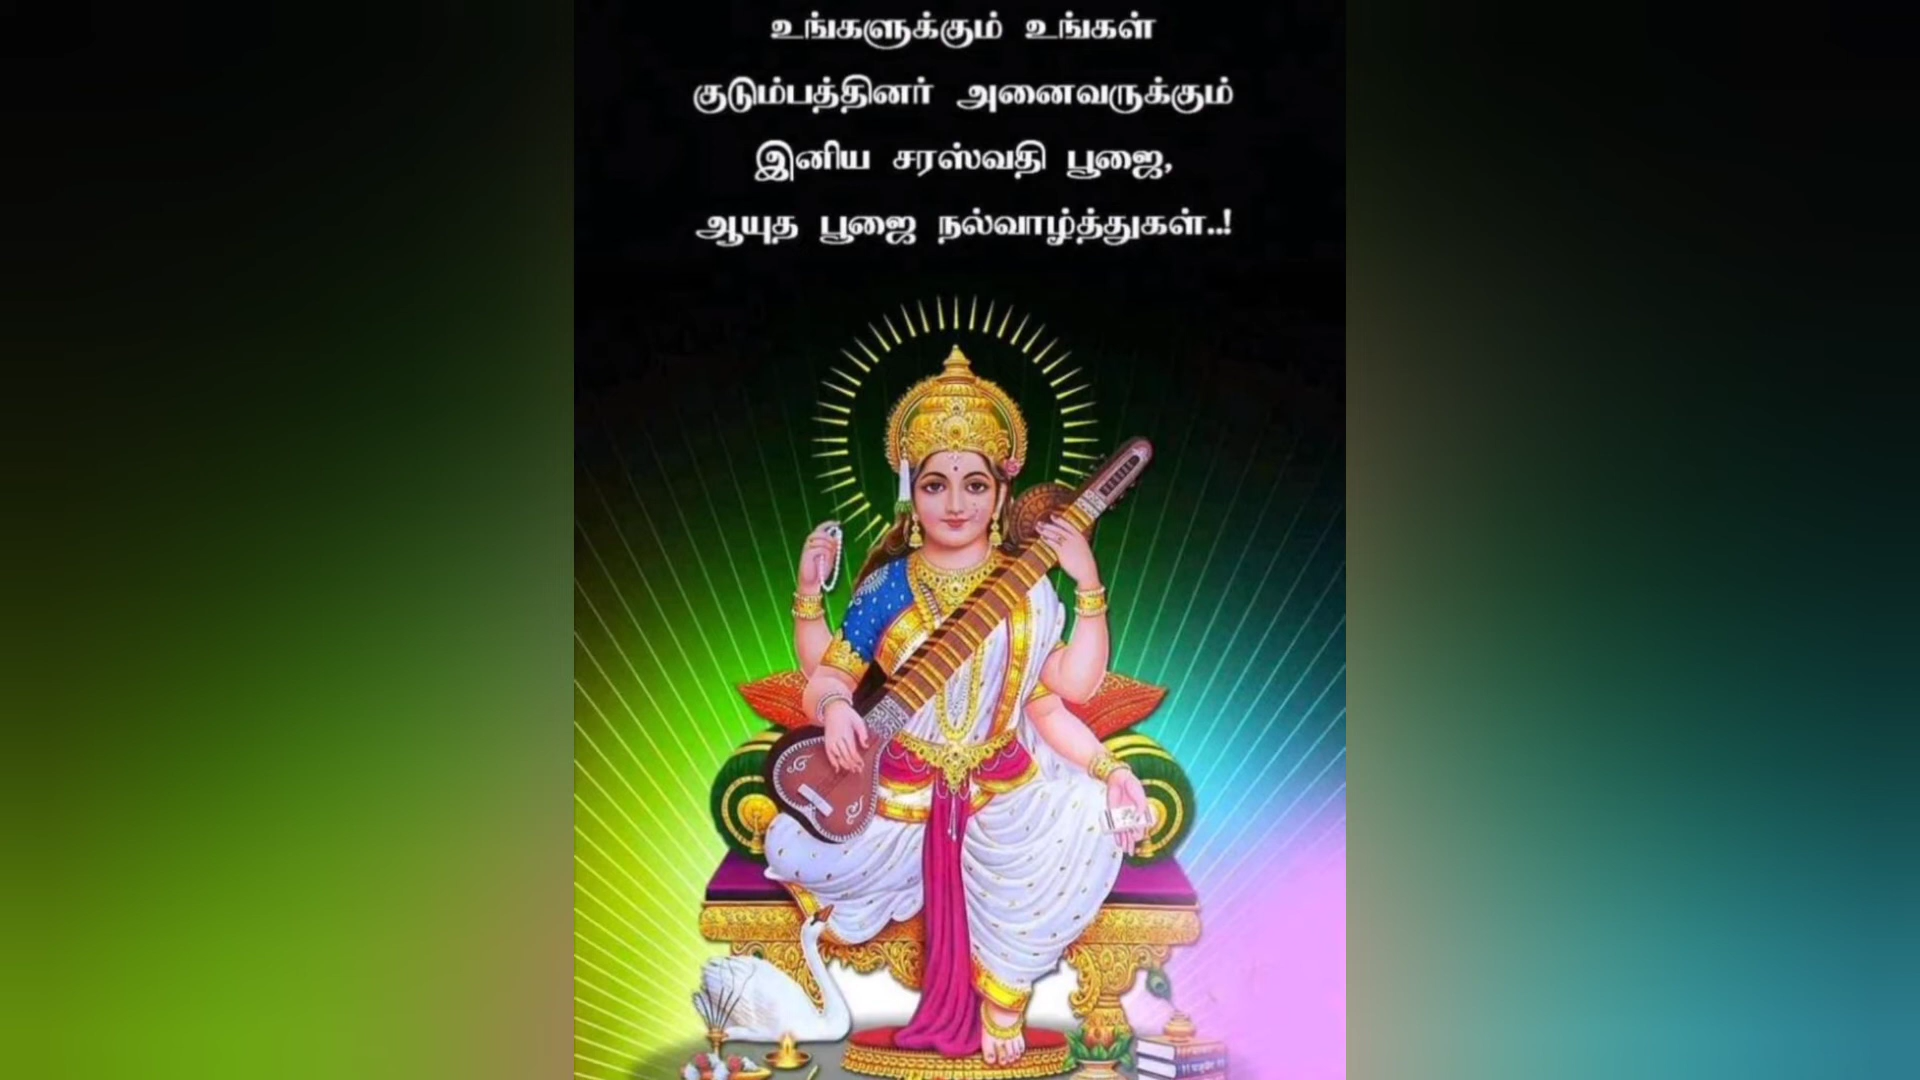 உங்களுக்கும் உங்கள்
குடும்பத்தினர் அனைவருக்கும்
இனிய சரஸ்வதி பூஜை,
ஆயுத பூஜை நல்வாழ்த்துகள்..!